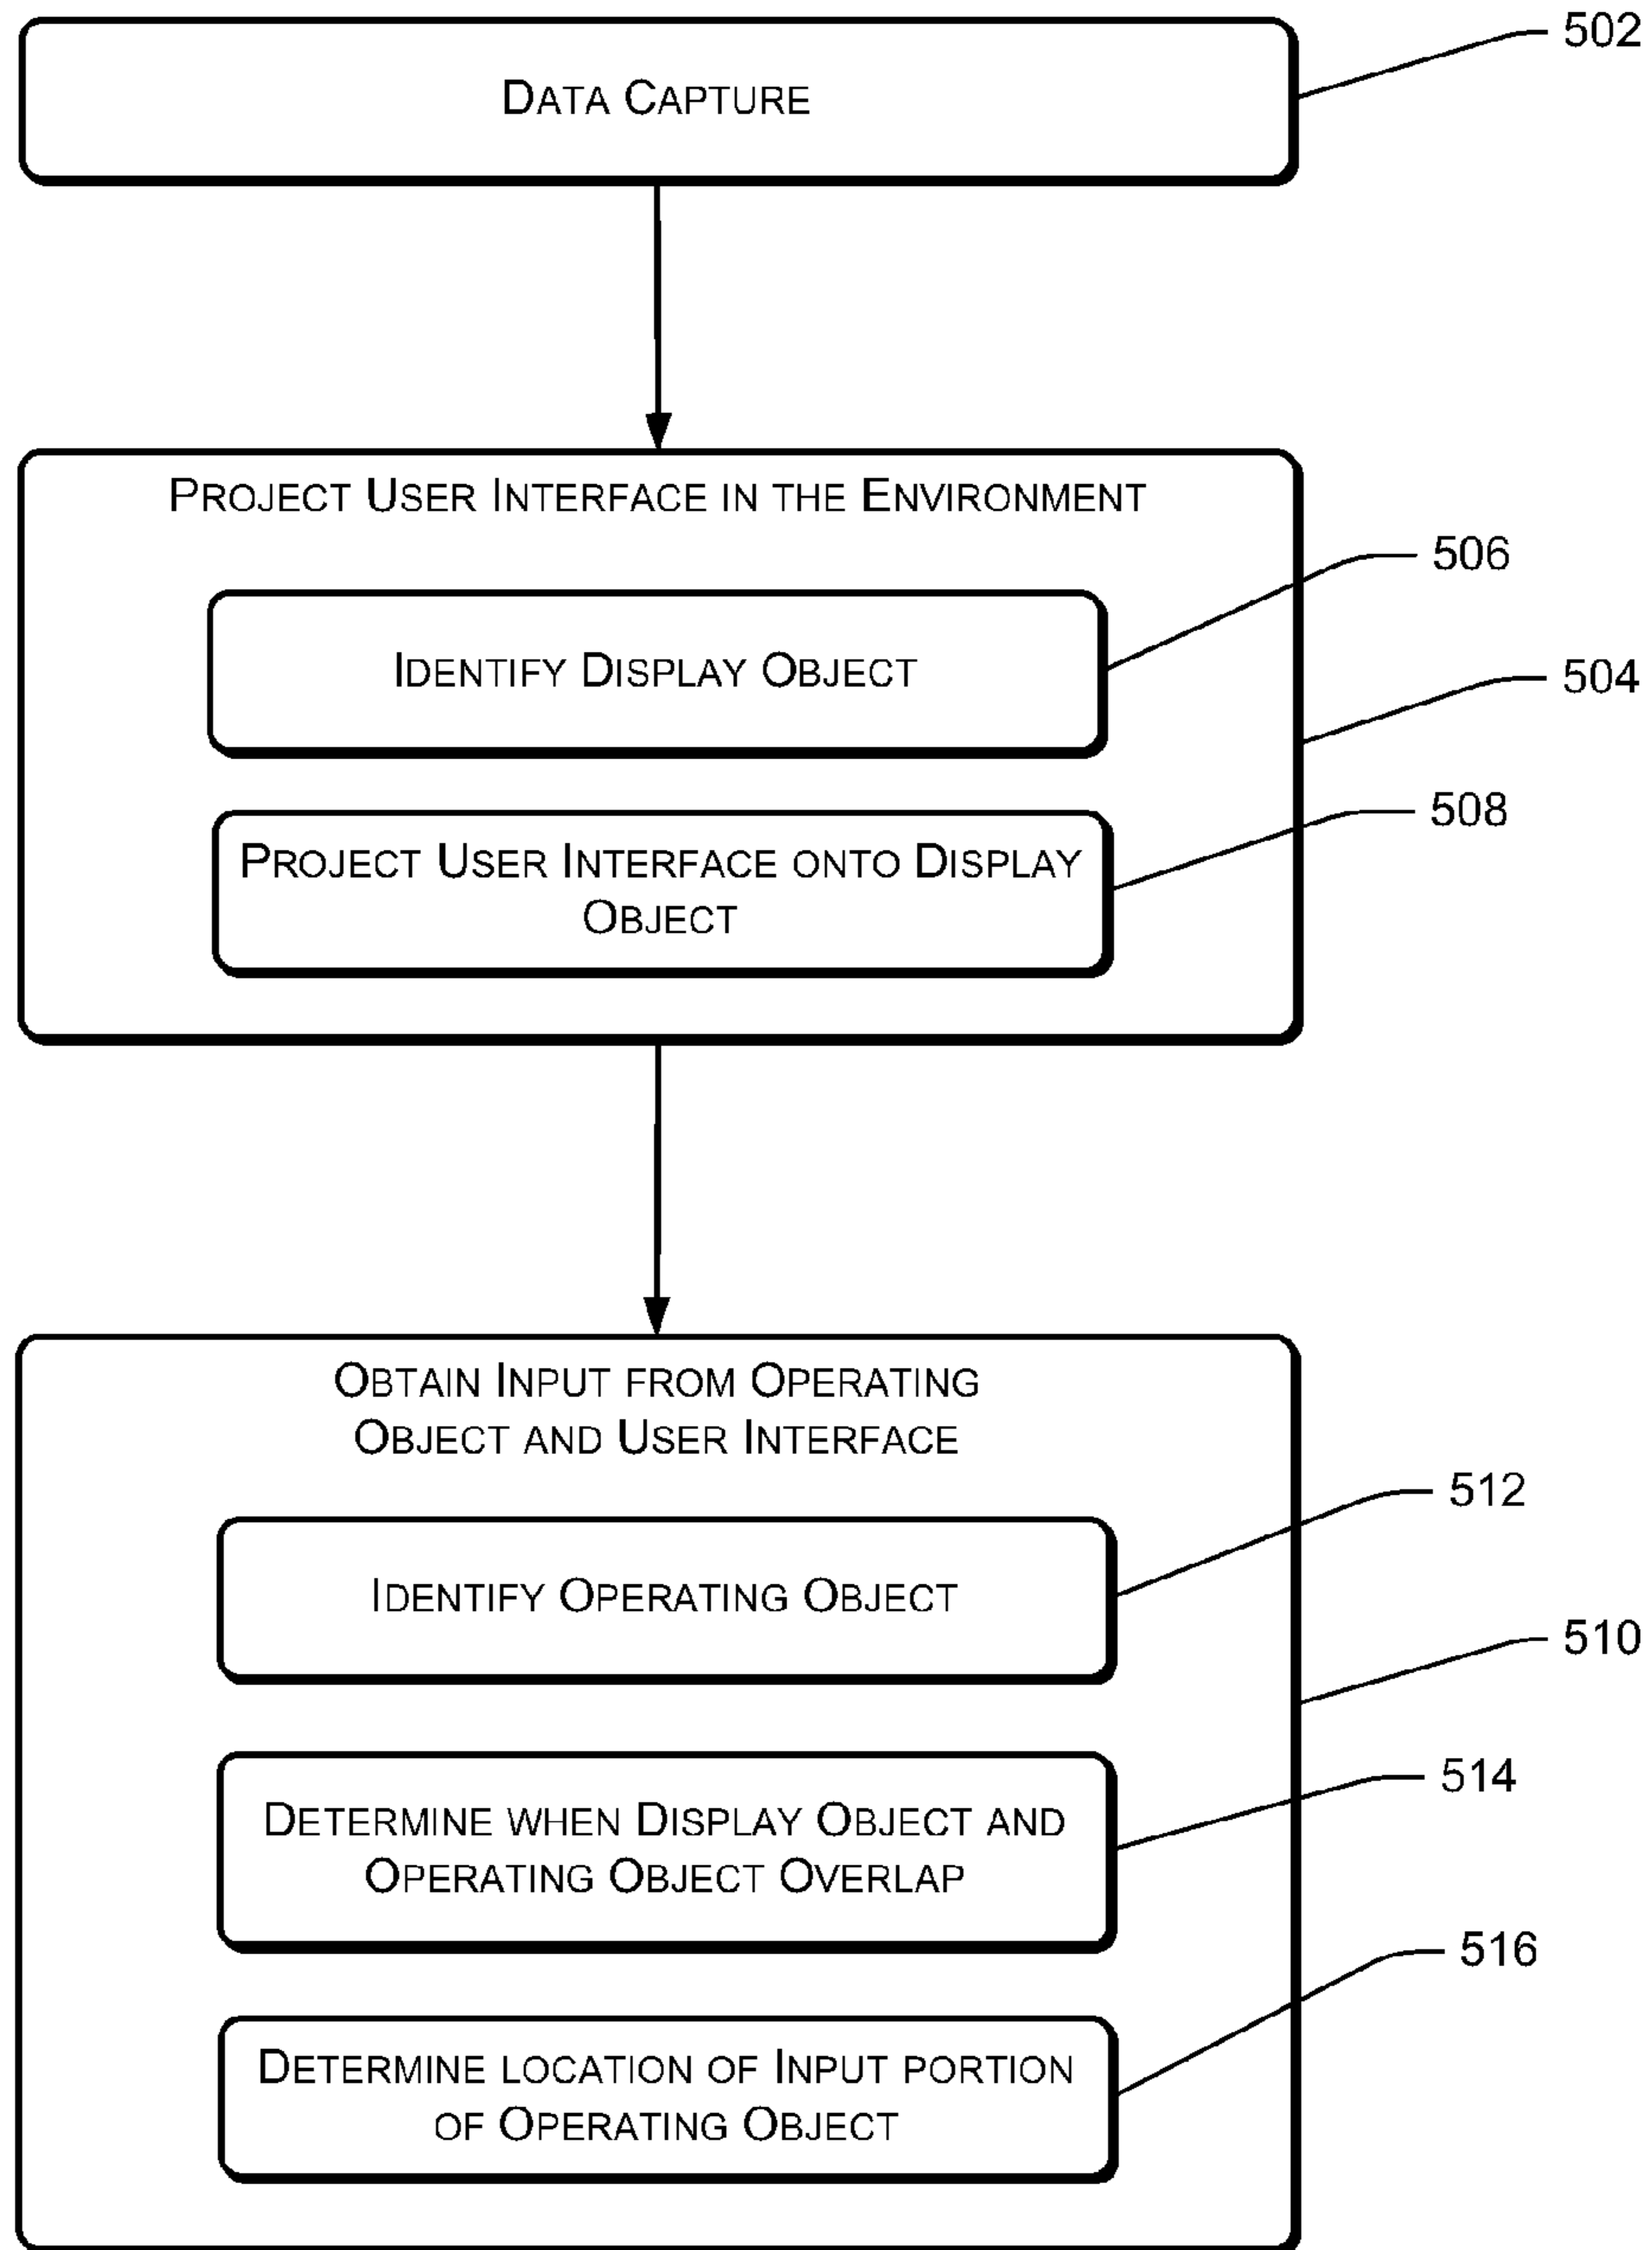 DATA CAPTURE
502
PROJECT USER INTERFACE IN THE ENVIRONMENT
506
IDENTIFY DISPLAY OBJECT
504
508
PROJECT USER INTERFACE ONTO DISPLAY
OBJECT
OBTAIN INPUT FROM OPERATING
OBJECT AND USER INTERFACE
512
IDENTIFY OPERATING OBJECT
510
514
DETERMINE WHEN DISPLAY OBJECT AND
OPERATING OBJECT OVERLAP
516
DETERMINE LOCATION OF INPUT PORTION
OF OPERATING OBJECT